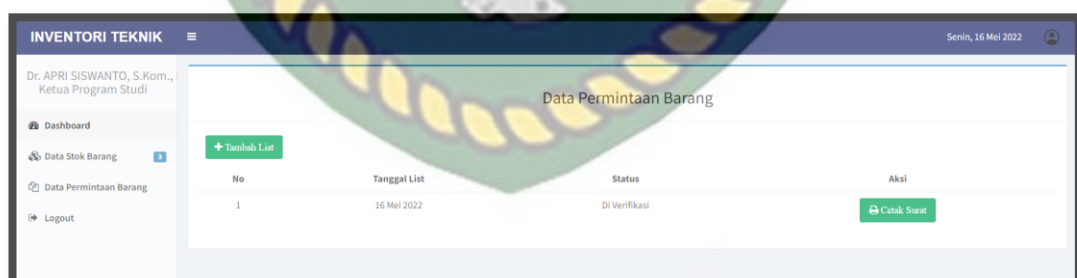 INVENTORI TEKNIK
Senin, 16 Mei 2022
Dr. APRI SISWANTO, S.Kom.,
Ketua Program Studi
Data Permintaan Barang
Dashboard
Data Stok Barang 3
Data Permintaan Barang
Logout
Tambah List
No Tanggal List Status Aksi
1 16 Mei 2022 Di Verifikasi Cetak Surat